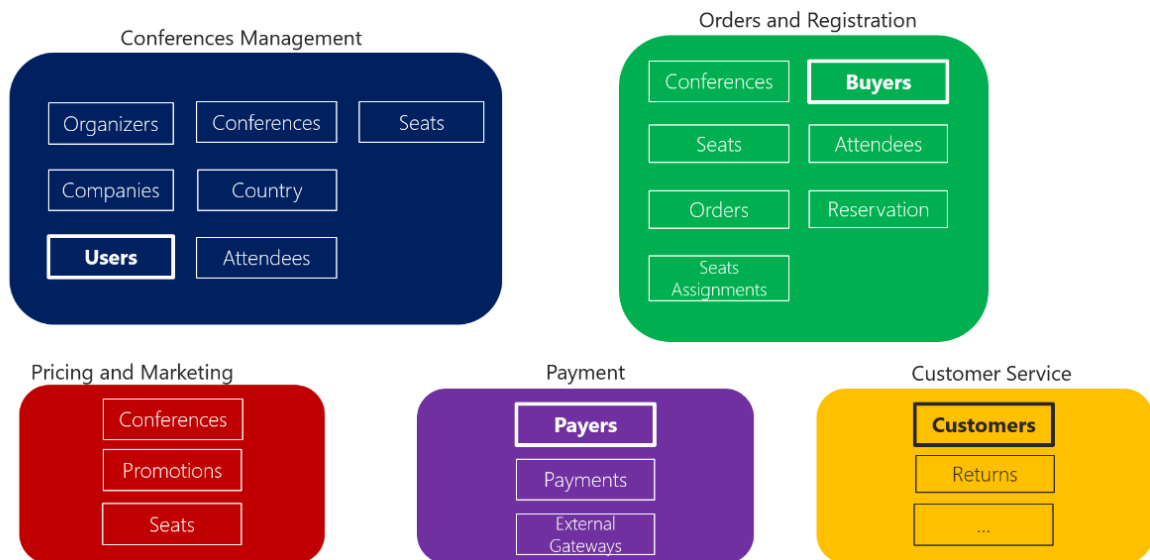 Conferences Management
Organizers
Conferences
Seats
Companies
Country
Users
Attendees
Orders and Registration
Conferences
Buyers
Seats
Attendees
Orders
Reservation
Seats
Assignments
Pricing and Marketing
Conferences
Promotions
Seats
Payment
Payers
Payments
External
Gateways
Customer Service
Customers
Returns
...